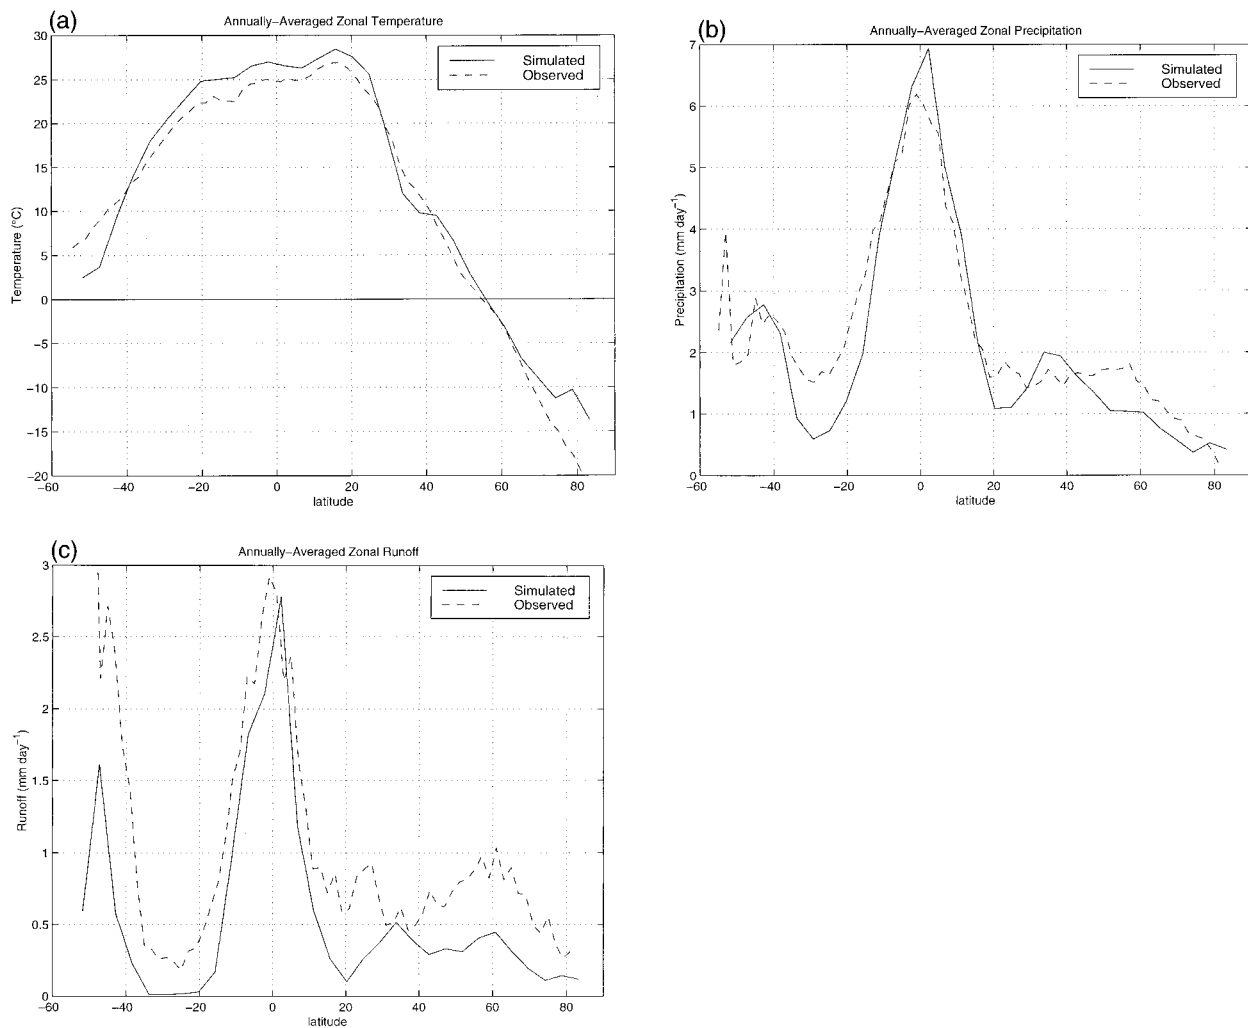 (a)
Annually–Averaged Zonal Temperature
30
25
20
15
10
5
0
−5
−10
−15
−20
Temperature (°C)
Simulated
Observed
−60 −40 −20 0 20 40 60 80
latitude
(b)
Annually–Averaged Zonal Precipitation
7
6
5
4
3
2
1
0
Precipitation (mm day⁻¹)
Simulated
Observed
−60 −40 −20 0 20 40 60 80
latitude
(c)
Annually–Averaged Zonal Runoff
3
2.5
2
1.5
1
0.5
0
Runoff (mm day⁻¹)
Simulated
Observed
−60 −40 −20 0 20 40 60 80
latitude